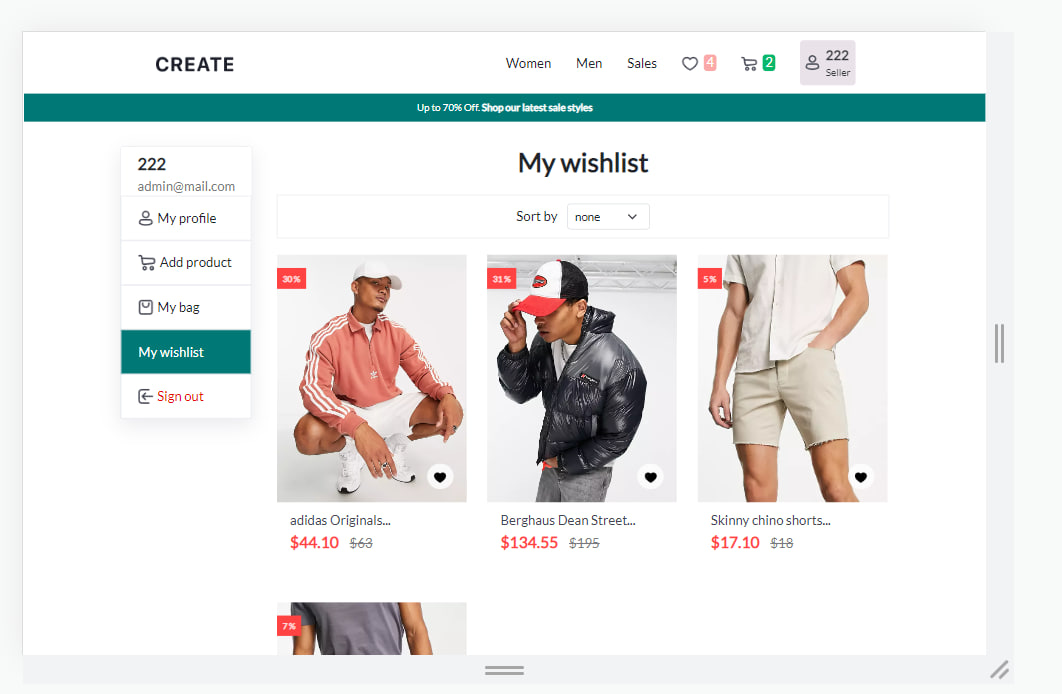 CREATE
Women Men Sales 4 2 222
Seller
Up to 70% Off. Shop our latest sale styles
222
admin@mail.com
My profile
Add product
My bag
My wishlist
Sign out
My wishlist
Sort by none
30%
31%
5%
adidas Originals...
$44.10 $63
Berghaus Dean Street...
$134.55 $195
Skinny chino shorts...
$17.10 $18
7%